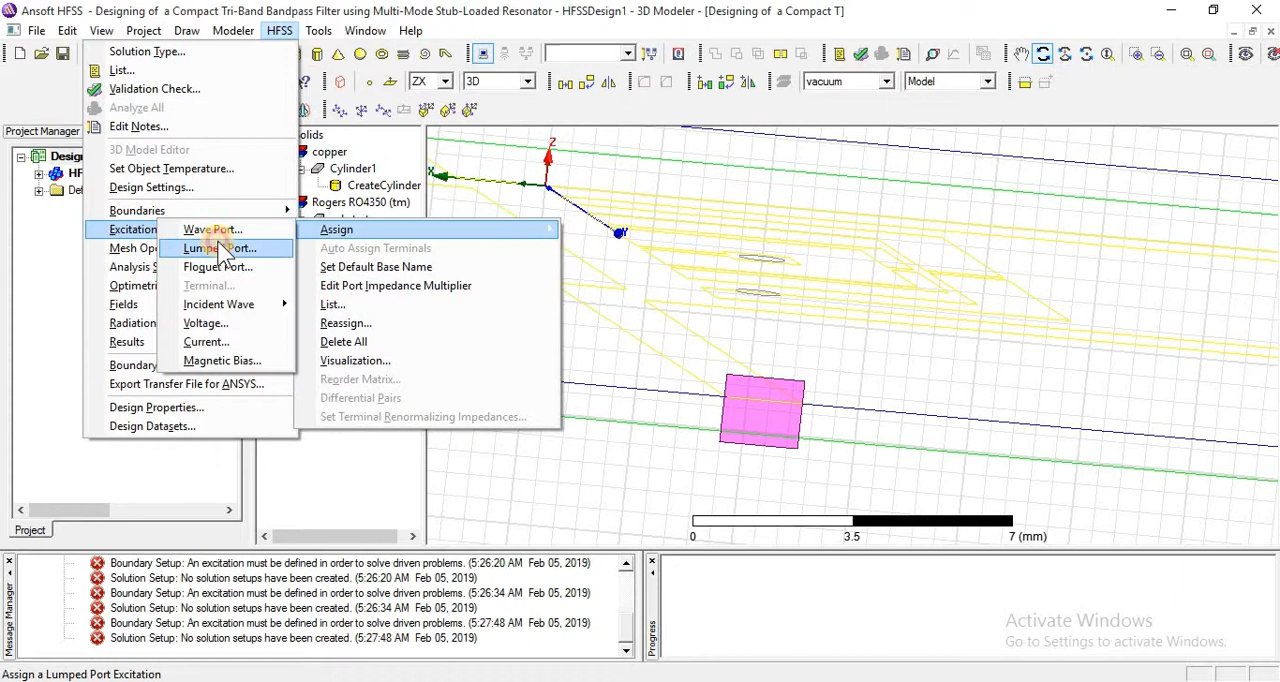 Ansoft HFSS - Designing of a Compact Tri-Band Bandpass Filter using Multi-Mode Stub-Loaded Resonator - HFSSDesign1 - 3D Modeler - [Designing of a Compact T]
File Edit View Project Draw Modeler HFSS Tools Window Help
Solution Type...
List...
Validation Check...
Analyze All
Edit Notes...
3D Model Editor
Set Object Temperature...
Design Settings...
Boundaries
Excitation
Mesh Op
Analysis S
Optimetri
Fields
Radiation
Results
Boundary
Export Transfer File for ANSYS...
Design Properties...
Design Datasets...
Wave Port...
Lumped Port...
Floquet Port...
Terminal...
Incident Wave
Voltage...
Current...
Magnetic Bias...
Assign
Auto Assign Terminals
Set Default Base Name
Edit Port Impedance Multiplier
List...
Reassign...
Delete All
Visualization...
Reorder Matrix...
Differential Pairs
Set Terminal Renormalizing Impedances...
ZX
3D
vacuum
Model
Project Manager
Desig
HF
Def
Project
olids
copper
Cylinder1
CreateCylinder
Rogers RO4350 (tm)
Z
X
Y
0 3.5 7 (mm)
Message Manager
Boundary Setup: An excitation must be defined in order to solve driven problems. (5:26:20 AM Feb 05, 2019)
Solution Setup: No solution setups have been created. (5:26:20 AM Feb 05, 2019)
Boundary Setup: An excitation must be defined in order to solve driven problems. (5:26:34 AM Feb 05, 2019)
Solution Setup: No solution setups have been created. (5:26:34 AM Feb 05, 2019)
Boundary Setup: An excitation must be defined in order to solve driven problems. (5:27:48 AM Feb 05, 2019)
Solution Setup: No solution setups have been created. (5:27:48 AM Feb 05, 2019)
Progress
Activate Windows
Go to Settings to activate Windows.
Assign a Lumped Port Excitation